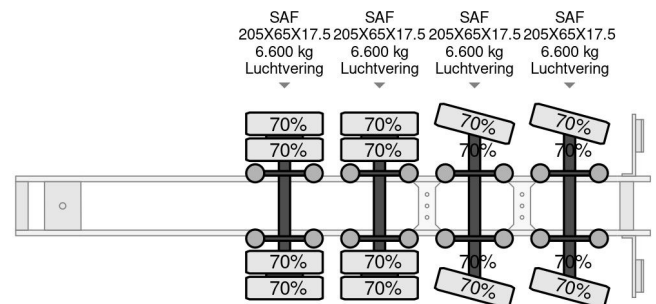 SAF SAF SAF SAF
205X65X17.5 205X65X17.5 205X65X17.5 205X65X17.5
6.600 kg 6.600 kg 6.600 kg 6.600 kg
Luchtvering Luchtvering Luchtvering Luchtvering
70% 70% 70% 70%
70% 70% 70% 70%
70% 70% 70% 70%
70% 70% 70% 70%